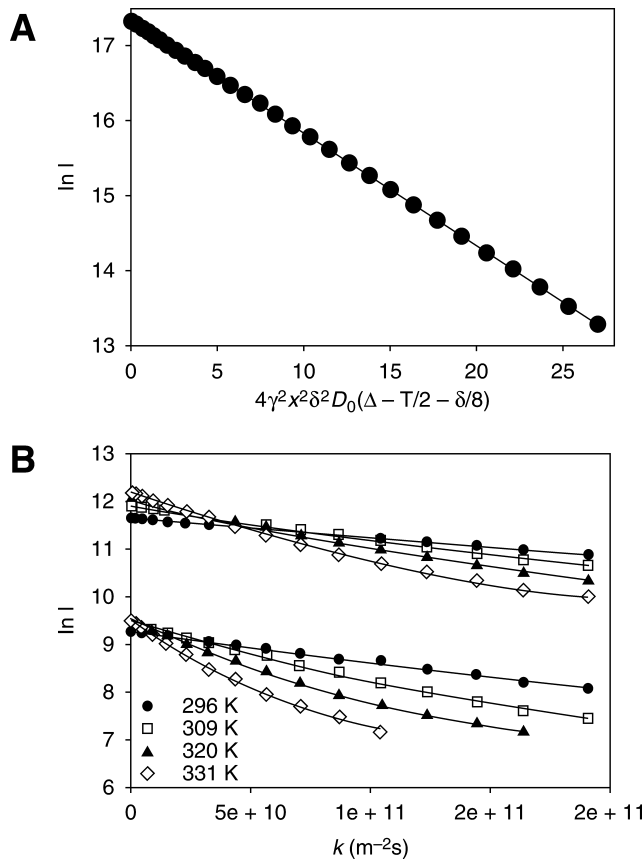 A
17
16
15
14
13
ln I
0 5 10 15 20 25
4γ²x²δ²D₀(Δ – T/2 – δ/8)
B
13
12
11
10
9
8
7
6
ln I
296 K
309 K
320 K
331 K
0 5e + 10 1e + 11 2e + 11 2e + 11
k (m⁻²s)